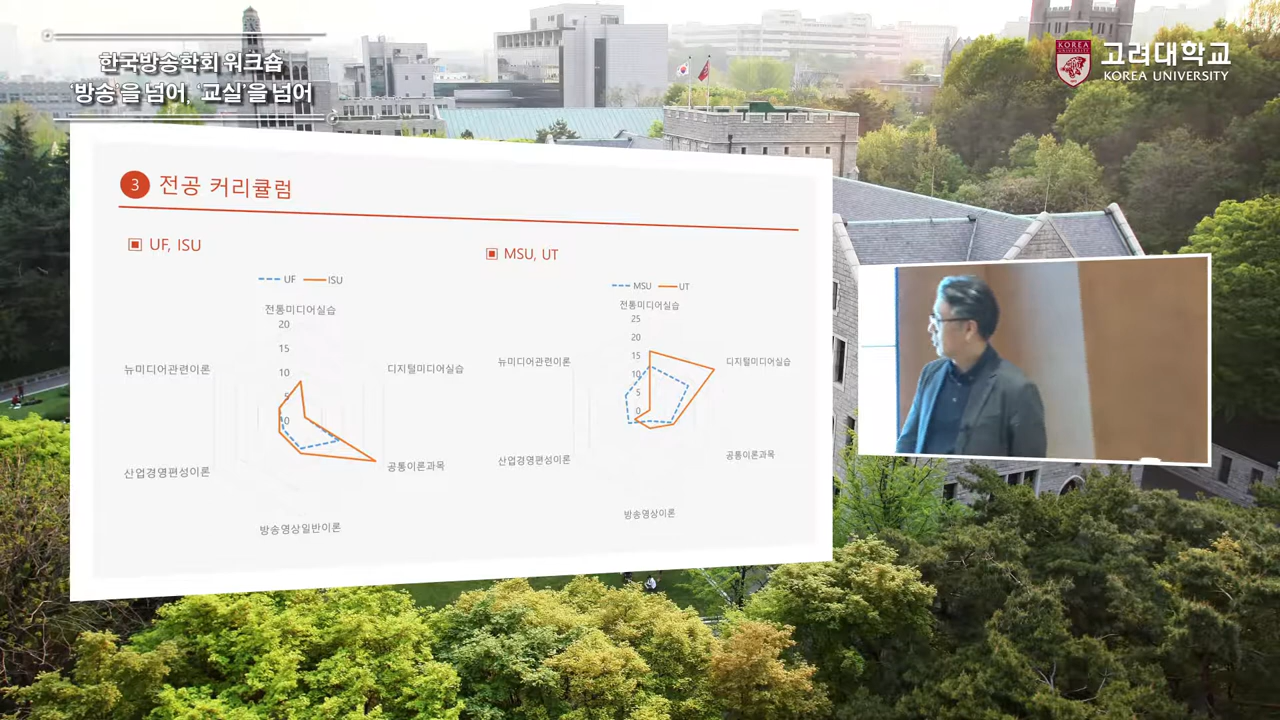 한국방송학회 워크숍
'방송'을 넘어, '교실'을 넘어
KOREA
UNIVERSITY
고려대학교
KOREA UNIVERSITY
3 전공 커리큘럼
UF, ISU
UF ISU
전통미디어실습
20
15
10
5
0
뉴미디어관련이론
디지털미디어실습
산업경영편성이론
공통이론과목
방송영상일반이론
MSU, UT
MSU UT
전통미디어실습
25
20
15
10
5
0
뉴미디어관련이론
디지털미디어실습
산업경영편성이론
공통이론과목
방송영상이론